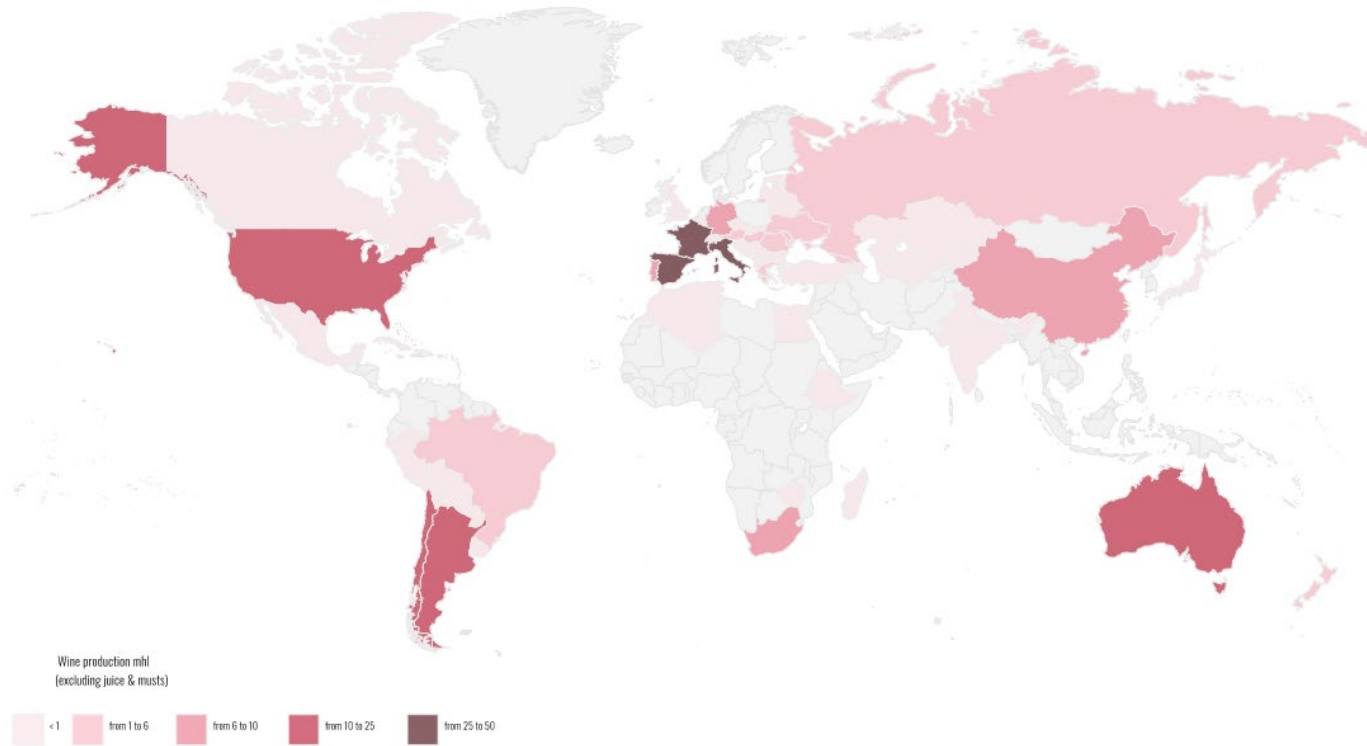 Wine production mhl
(excluding juice & musts)
< 1
from 1 to 6
from 6 to 10
from 10 to 25
from 25 to 50